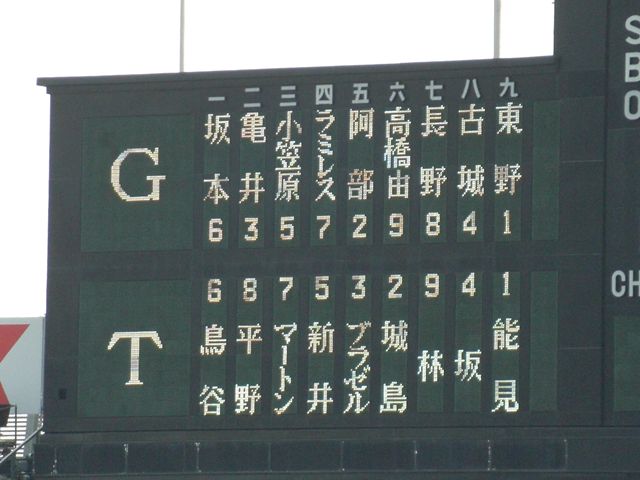 一 二 三 四 五 六 七 八 九
G 坂本 亀井 小笠原 ラミレス 阿部 高橋由 長野 古城 東野
6 3 5 7 2 9 8 4 1
6 8 7 5 3 2 9 4 1
T 鳥谷 平野 マートン 新井 ブラゼル 城島 林 坂 能見
S
B
O
CH